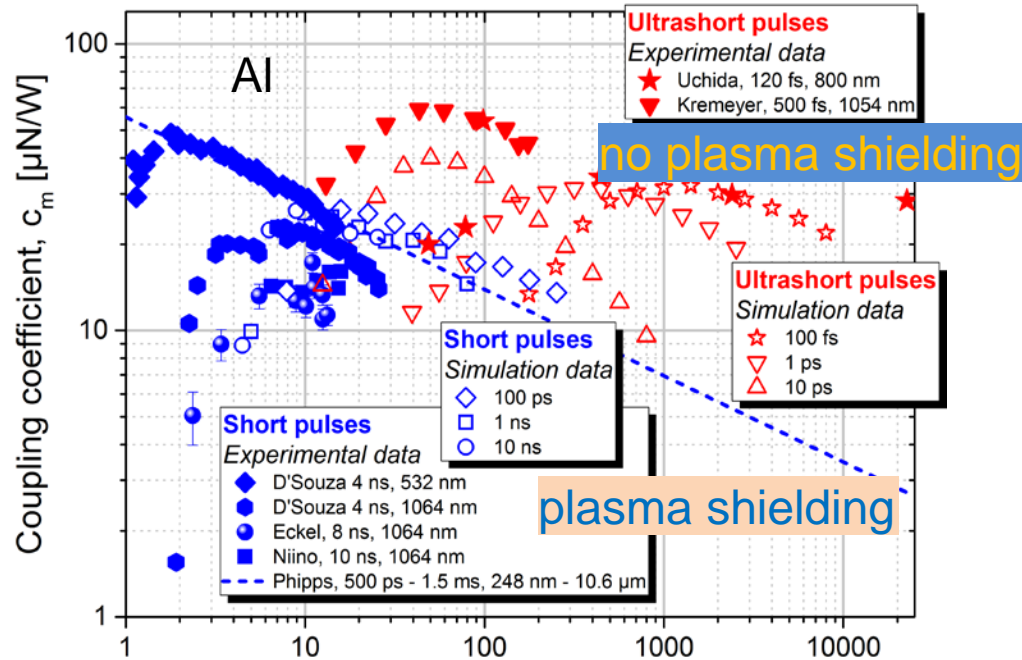 Ultrashort pulses
Experimental data
Uchida, 120 fs, 800 nm
Kremeyer, 500 fs, 1054 nm
100
Al
no plasma shielding
Coupling coefficient, cm [µN/W]
Ultrashort pulses
Simulation data
100 fs
1 ps
10 ps
10
Short pulses
Simulation data
100 ps
1 ns
10 ns
Short pulses
Experimental data
D'Souza 4 ns, 532 nm
D'Souza 4 ns, 1064 nm
Eckel, 8 ns, 1064 nm
Niino, 10 ns, 1064 nm
Phipps, 500 ps - 1.5 ms, 248 nm - 10.6 µm
plasma shielding
1
1 10 100 1000 10000